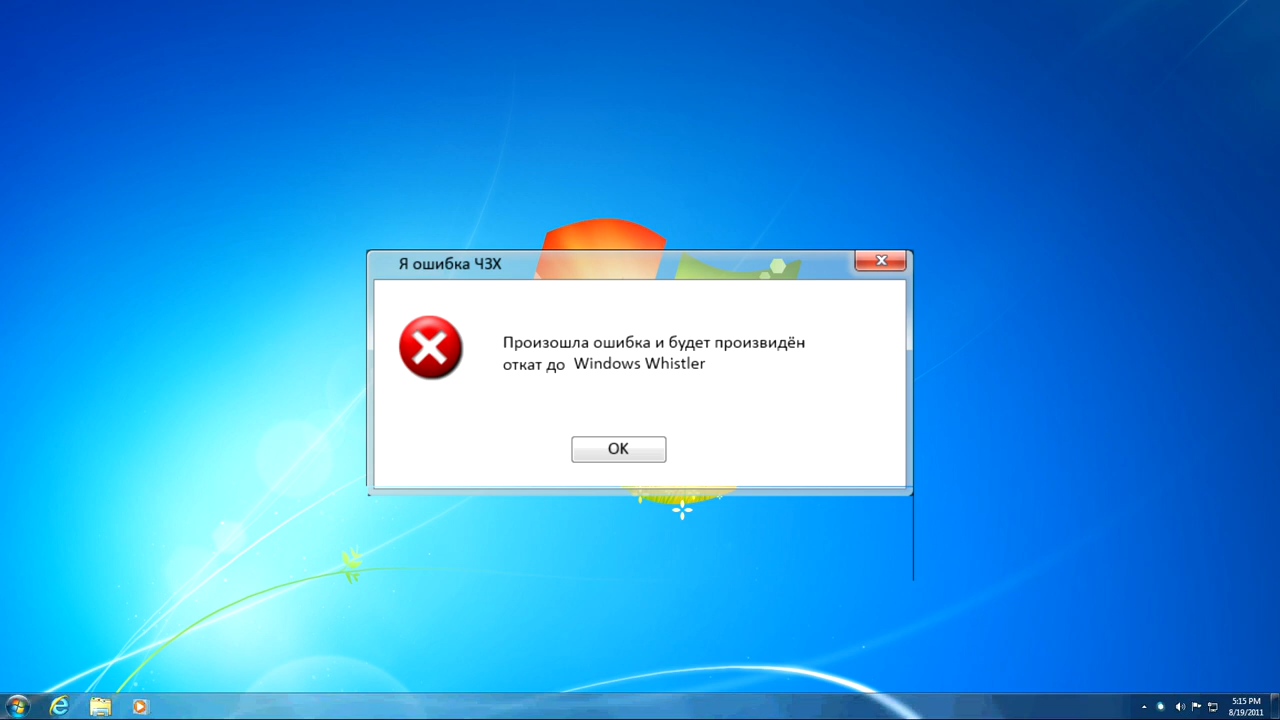 Я ошибка ЧЗХ
Произошла ошибка и будет произвидён
откат до Windows Whistler
OK
5:15 PM
8/19/2011